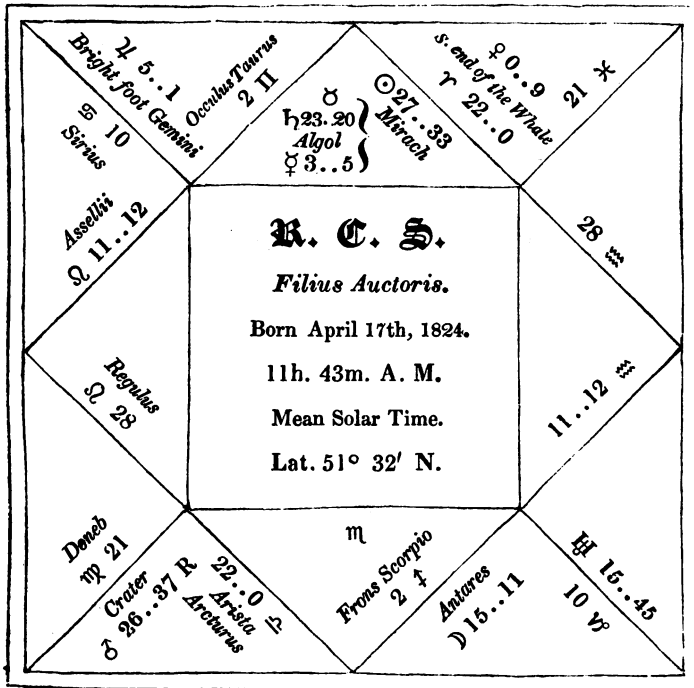 ♃ 5..1
Bright foot Gemini
Occulus Taurus
2 ♊
♋ 10
Sirius
♉
♄23..20
Algol
☿ 3..5
☉27..33
Mirach
♀ 0..9
S. end of the Whale
♈ 22..0
21 ♓
Assellii
♌ 11..12
28 ♒
R. C. S.
Filius Auctoris.
Born April 17th, 1824.
11h. 43m. A. M.
Mean Solar Time.
Lat. 51° 32′ N.
Regulus
♌ 28
11..12 ♒
Deneb
♍ 21
Crater
♂ 26..37 R
22..0 ♎
Arista
Arcturus
♏
Frons Scorpio
2 ♐
Antares
☽ 15..11
♅ 15..45
10 ♑